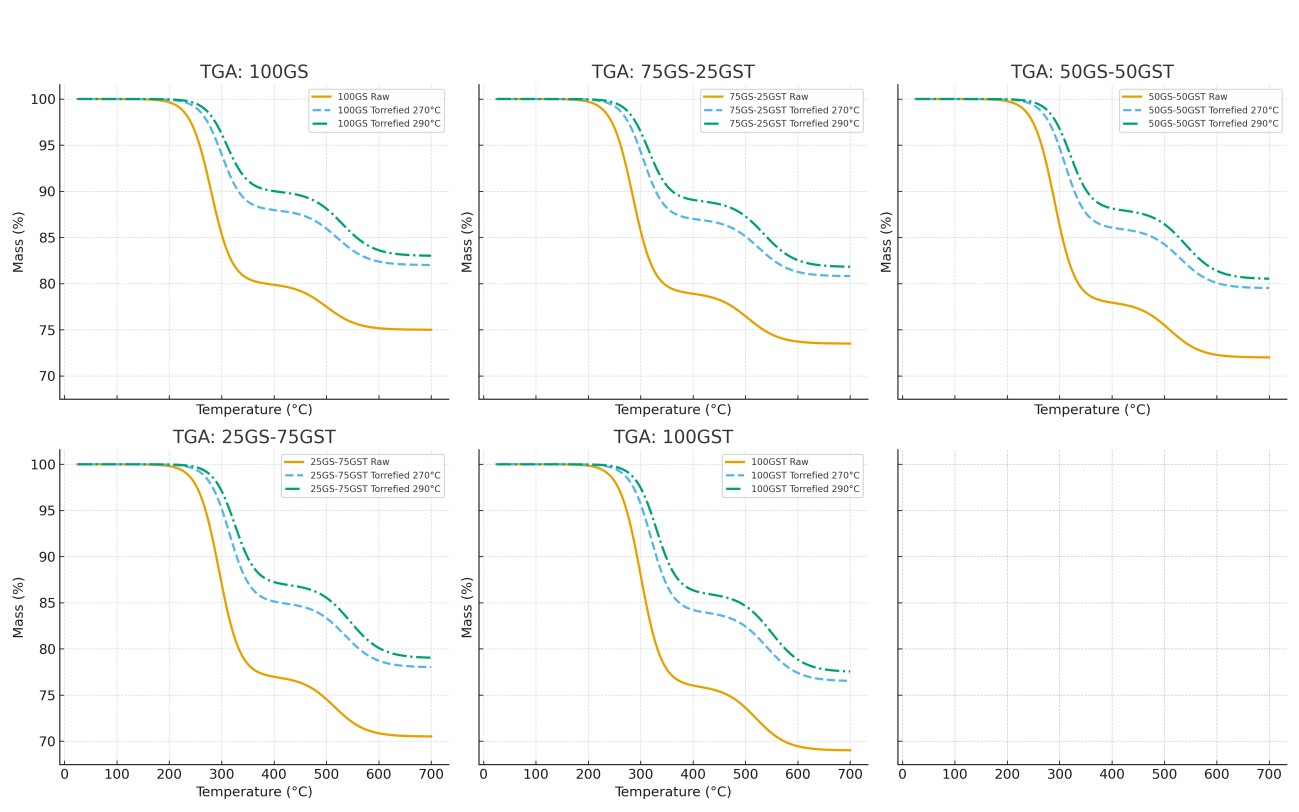 TGA: 100GS
100GS Raw
100GS Torrefied 270°C
100GS Torrefied 290°C
Mass (%)
100
95
90
85
80
75
70
Temperature (°C)
TGA: 75GS-25GST
75GS-25GST Raw
75GS-25GST Torrefied 270°C
75GS-25GST Torrefied 290°C
Mass (%)
Temperature (°C)
TGA: 50GS-50GST
50GS-50GST Raw
50GS-50GST Torrefied 270°C
50GS-50GST Torrefied 290°C
Mass (%)
Temperature (°C)
TGA: 25GS-75GST
25GS-75GST Raw
25GS-75GST Torrefied 270°C
25GS-75GST Torrefied 290°C
Mass (%)
100
95
90
85
80
75
70
0 100 200 300 400 500 600 700
Temperature (°C)
TGA: 100GST
100GST Raw
100GST Torrefied 270°C
100GST Torrefied 290°C
Mass (%)
0 100 200 300 400 500 600 700
Temperature (°C)
0 100 200 300 400 500 600 700